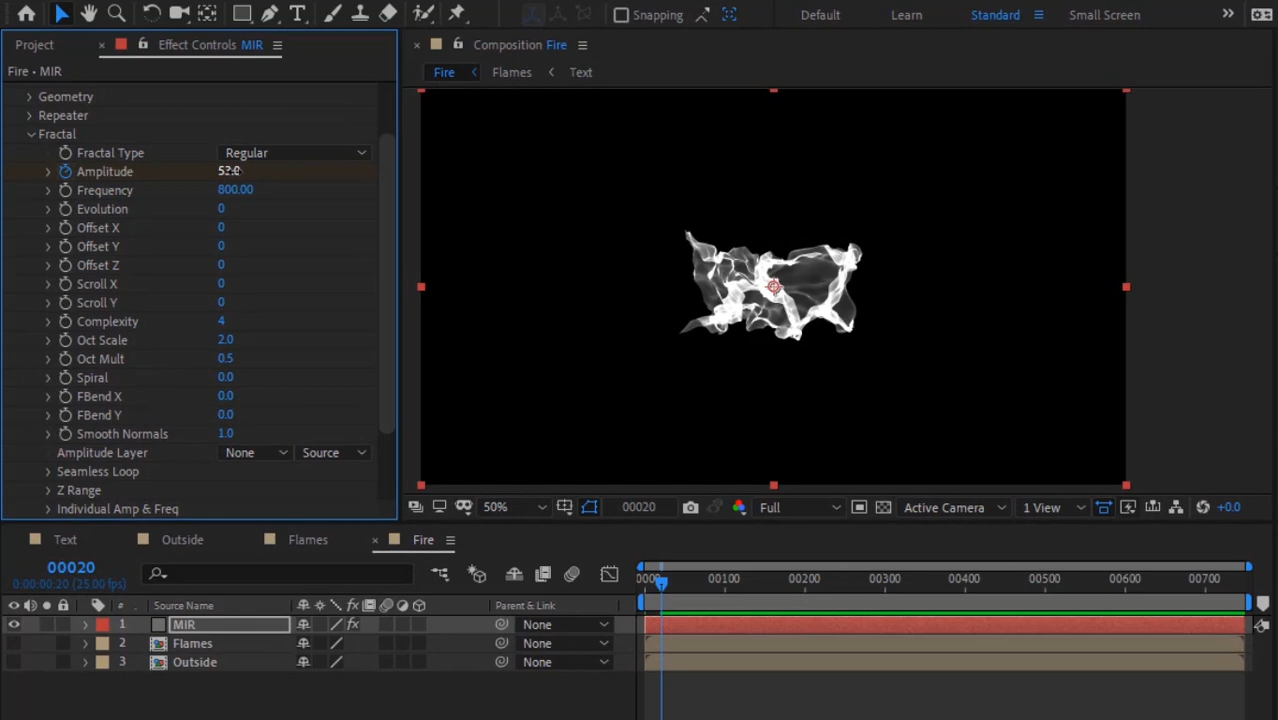 Snapping
Default
Learn
Standard
Small Screen
Project
Effect Controls MIR
Composition Fire
Fire • MIR
Fire
Flames
Text
Geometry
Repeater
Fractal
Fractal Type Regular
Amplitude
Frequency 800.00
Evolution 0
Offset X 0
Offset Y 0
Offset Z 0
Scroll X 0
Scroll Y 0
Complexity 4
Oct Scale 2.0
Oct Mult 0.5
Spiral 0.0
FBend X 0.0
FBend Y 0.0
Smooth Normals 1.0
Amplitude Layer None Source
Seamless Loop
Z Range
Individual Amp & Freq
50% 00020 Full Active Camera 1 View +0.0
Text Outside Flames Fire
00020
0:00:00:20 (25.00 fps)
00100 00200 00300 00400 00500 00600 00700
# Source Name fx Parent & Link
1 MIR fx None
2 Flames None
3 Outside None